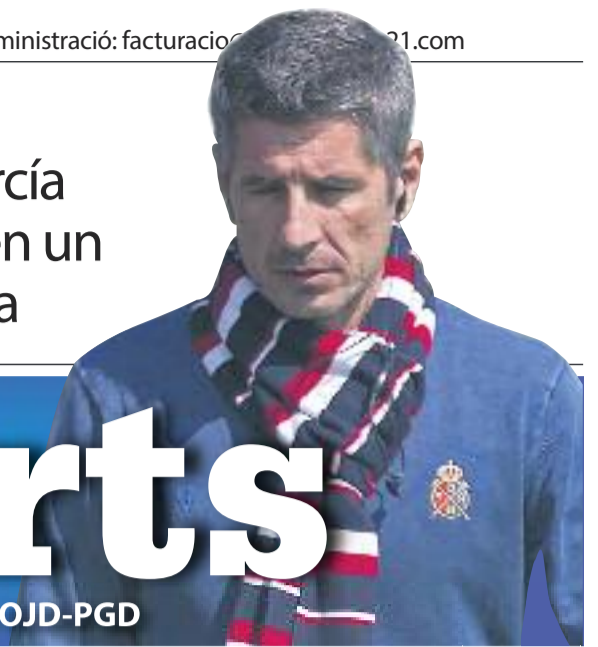 ministració: facturacio@ 21.com
rcía
en un
a
rts
OJD-PGD